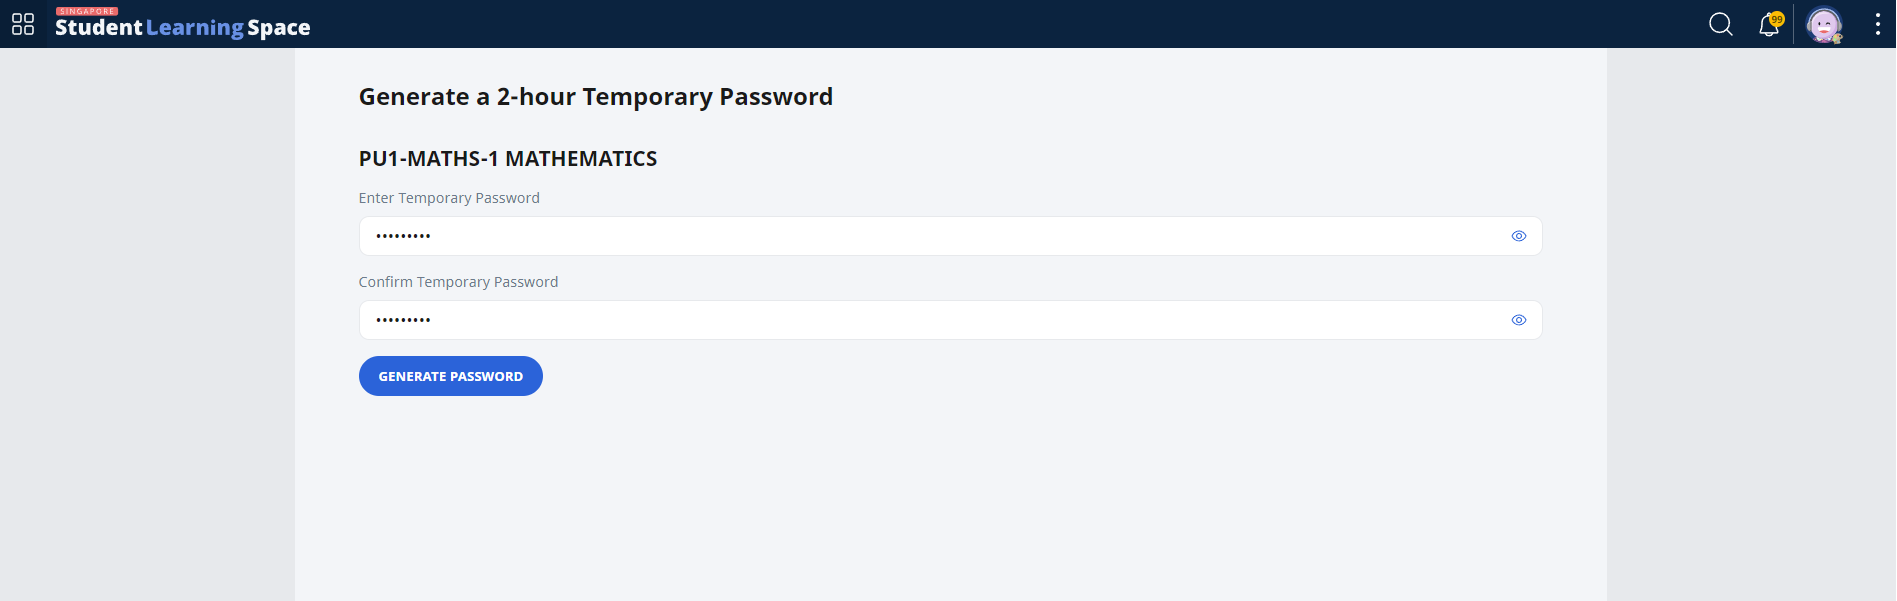 SINGAPORE
Student Learning Space
99
Generate a 2-hour Temporary Password
PU1-MATHS-1 MATHEMATICS
Enter Temporary Password
•••••••••
Confirm Temporary Password
•••••••••
GENERATE PASSWORD